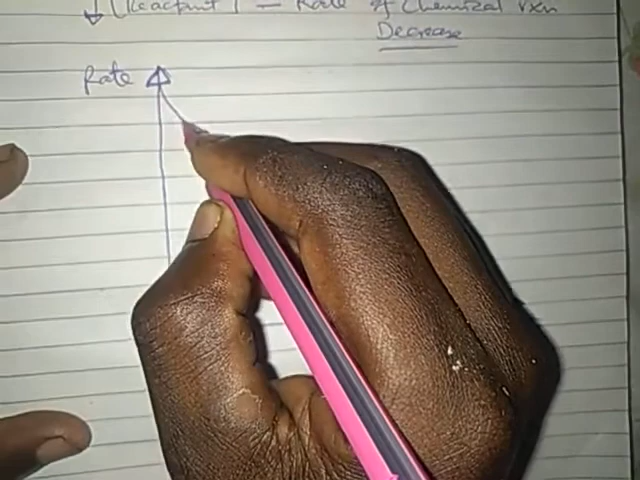 ↓ [Reactant] — Rate of Chemical rxn
Decrease
Rate